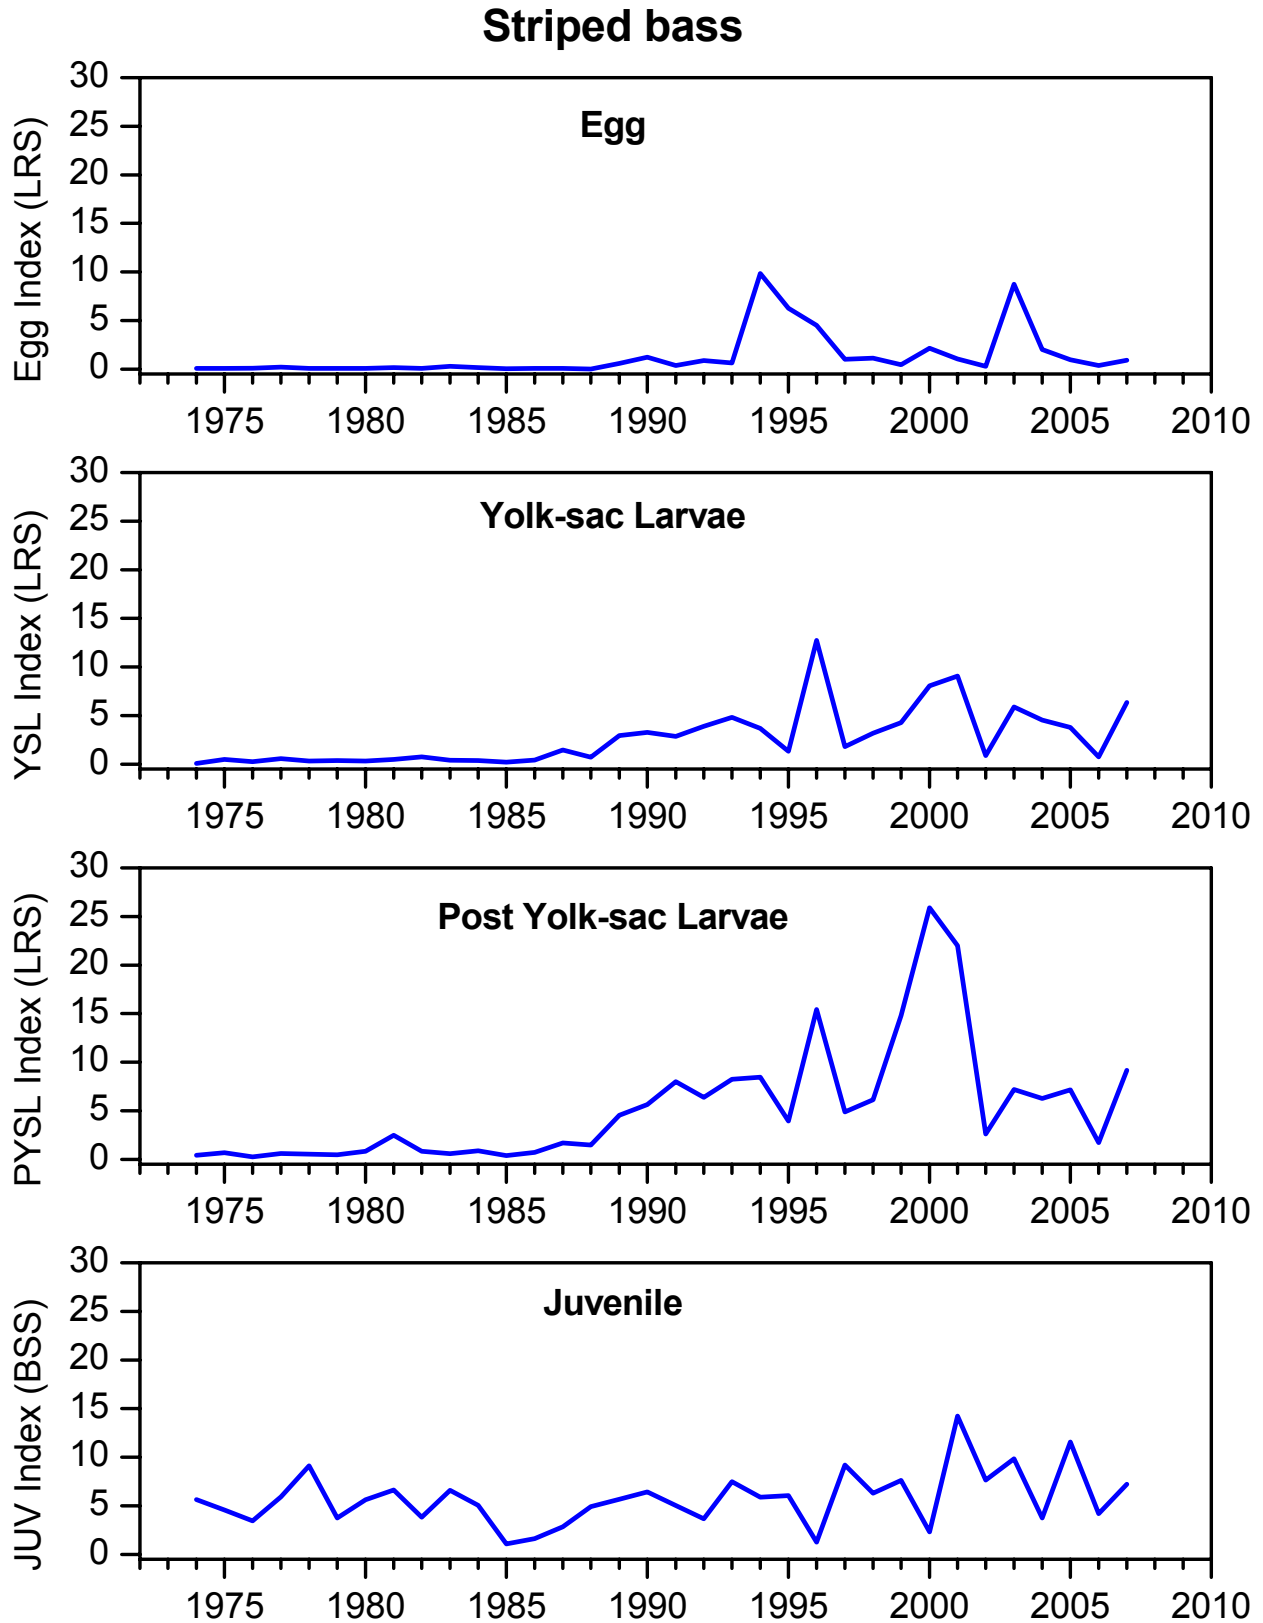 Striped bass
Egg
Egg Index (LRS)
30
25
20
15
10
5
0
1975 1980 1985 1990 1995 2000 2005 2010
Yolk-sac Larvae
YSL Index (LRS)
30
25
20
15
10
5
0
1975 1980 1985 1990 1995 2000 2005 2010
Post Yolk-sac Larvae
PYSL Index (LRS)
30
25
20
15
10
5
0
1975 1980 1985 1990 1995 2000 2005 2010
Juvenile
JUV Index (BSS)
30
25
20
15
10
5
0
1975 1980 1985 1990 1995 2000 2005 2010